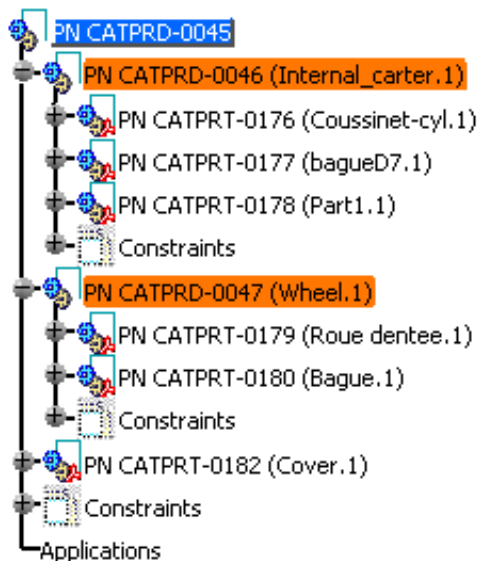 PN CATPRD-0045
PN CATPRD-0046 (Internal_carter.1)
PN CATPRT-0176 (Coussinet-cyl.1)
PN CATPRT-0177 (bagueD7.1)
PN CATPRT-0178 (Part1.1)
Constraints
PN CATPRD-0047 (Wheel.1)
PN CATPRT-0179 (Roue dentee.1)
PN CATPRT-0180 (Bague.1)
Constraints
PN CATPRT-0182 (Cover.1)
Constraints
Applications